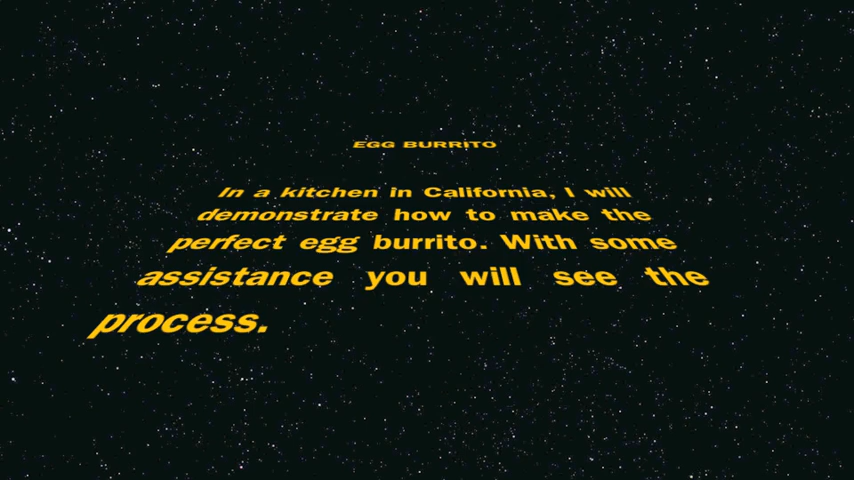 EGG BURRITO
In a kitchen in California, I will
demonstrate how to make the
perfect egg burrito. With some
assistance you will see the
process.